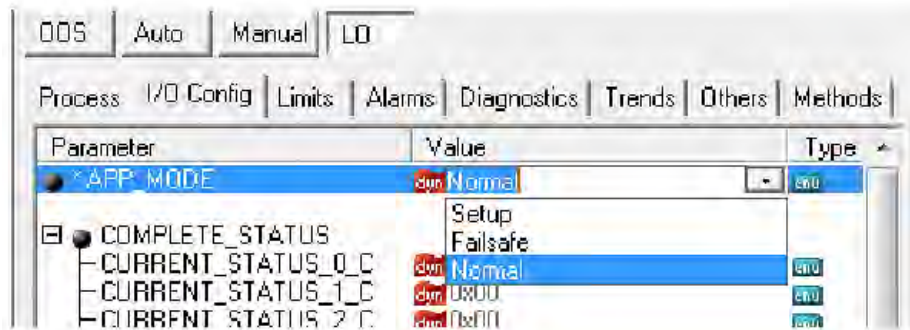 OOS Auto Manual LO
Process I/O Config Limits Alarms Diagnostics Trends Others Methods
Parameter Value Type
*APP_MODE dyn Normal enu
Setup
COMPLETE_STATUS Failsafe
CURRENT_STATUS_0_C dyn Normal enu
CURRENT_STATUS_1_C dyn 0x00 enu
CURRENT_STATUS_2_C dyn 0x00 enu